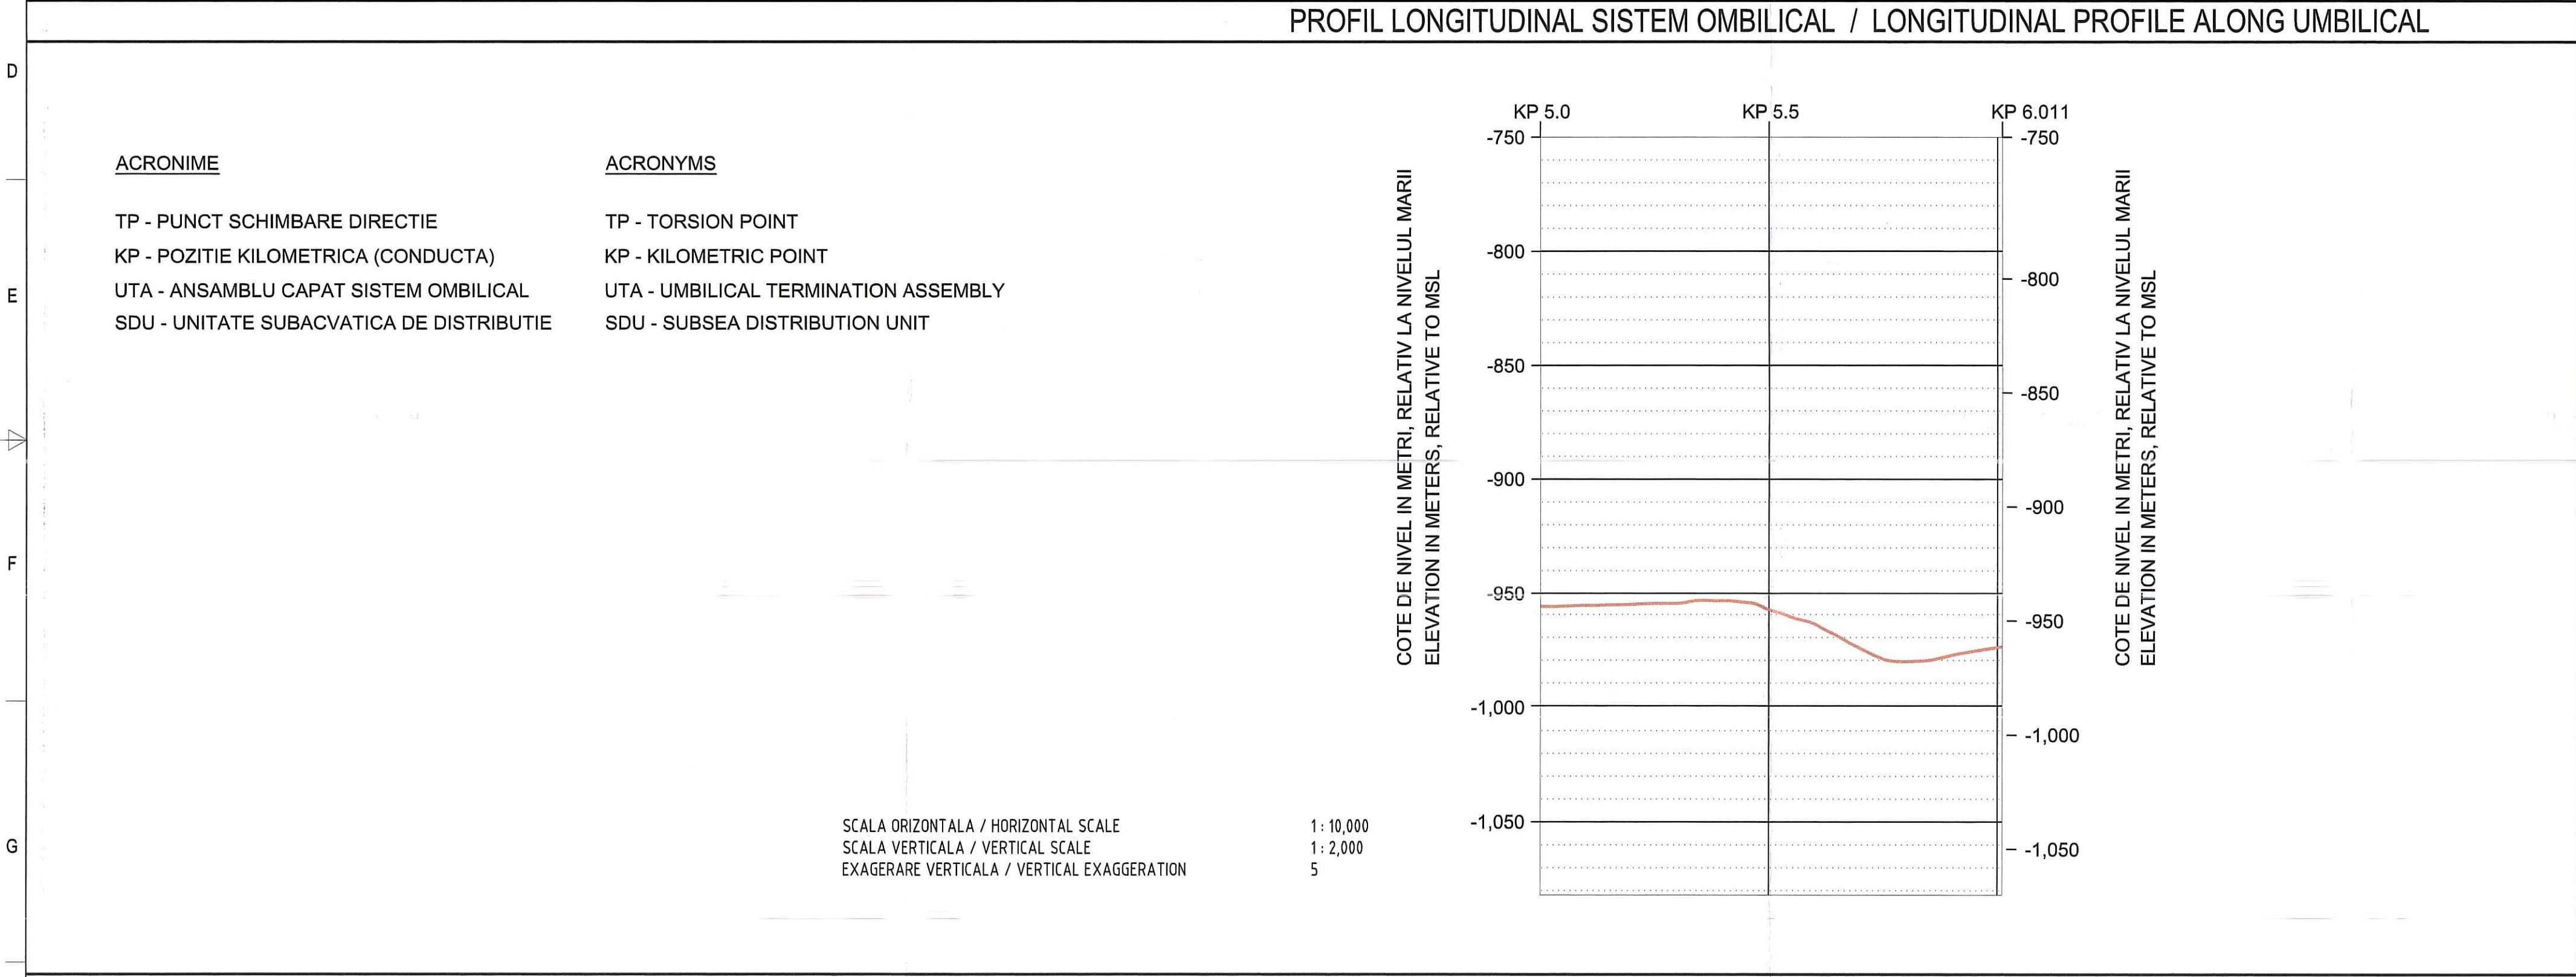 PROFIL LONGITUDINAL SISTEM OMBILICAL / LONGITUDINAL PROFILE ALONG UMBILICAL
D
E
F
G
ACRONIME
TP - PUNCT SCHIMBARE DIRECTIE
KP - POZITIE KILOMETRICA (CONDUCTA)
UTA - ANSAMBLU CAPAT SISTEM OMBILICAL
SDU - UNITATE SUBACVATICA DE DISTRIBUTIE
ACRONYMS
TP - TORSION POINT
KP - KILOMETRIC POINT
UTA - UMBILICAL TERMINATION ASSEMBLY
SDU - SUBSEA DISTRIBUTION UNIT
SCALA ORIZONTALA / HORIZONTAL SCALE 1 : 10,000
SCALA VERTICALA / VERTICAL SCALE 1 : 2,000
EXAGERARE VERTICALA / VERTICAL EXAGGERATION 5
COTE DE NIVEL IN METRI, RELATIV LA NIVELUL MARII
ELEVATION IN METERS, RELATIVE TO MSL
KP 5.0 KP 5.5 KP 6.011
-750
-800
-850
-900
-950
-1,000
-1,050
-750
-800
-850
-900
-950
-1,000
-1,050
COTE DE NIVEL IN METRI, RELATIV LA NIVELUL MARII
ELEVATION IN METERS, RELATIVE TO MSL